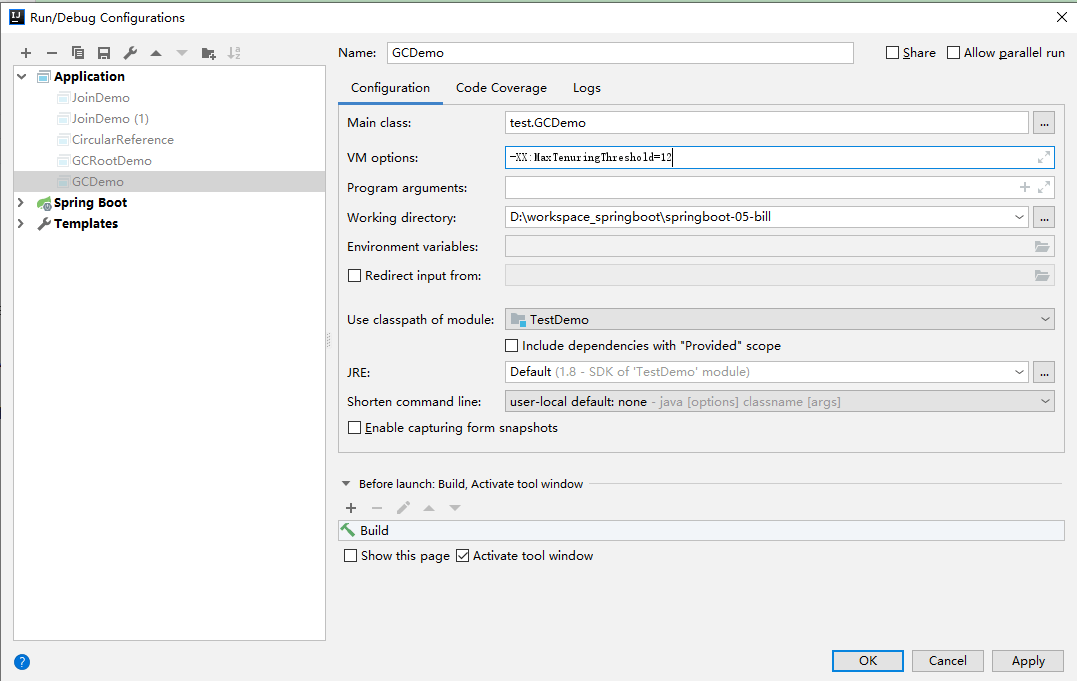 Run/Debug Configurations
Name: GCDemo Share Allow parallel run
Application
JoinDemo
JoinDemo (1)
CircularReference
GCRootDemo
GCDemo
Spring Boot
Templates
Configuration Code Coverage Logs
Main class: test.GCDemo ...
VM options: -XX:MaxTenuringThreshold=12
Program arguments:
Working directory: D:\workspace_springboot\springboot-05-bill ...
Environment variables:
Redirect input from:
Use classpath of module: TestDemo
Include dependencies with "Provided" scope
JRE: Default (1.8 - SDK of 'TestDemo' module) ...
Shorten command line: user-local default: none - java [options] classname [args]
Enable capturing form snapshots
Before launch: Build, Activate tool window
Build
Show this page Activate tool window
? OK Cancel Apply